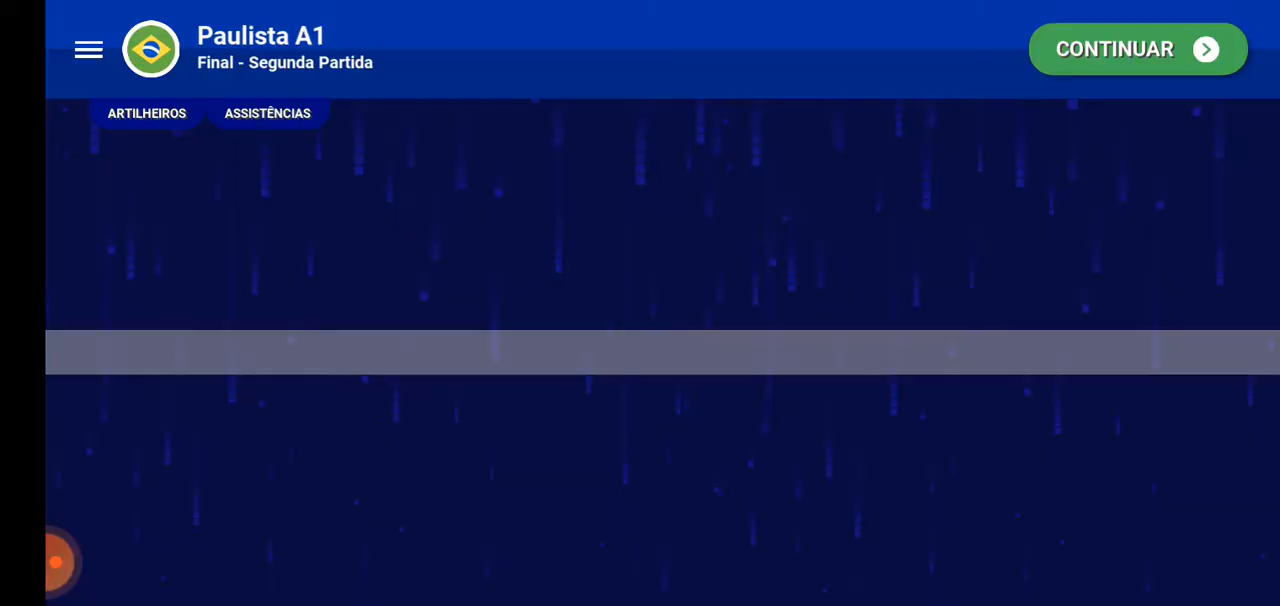 Paulista A1
Final - Segunda Partida
CONTINUAR
ARTILHEIROS
ASSISTÊNCIAS